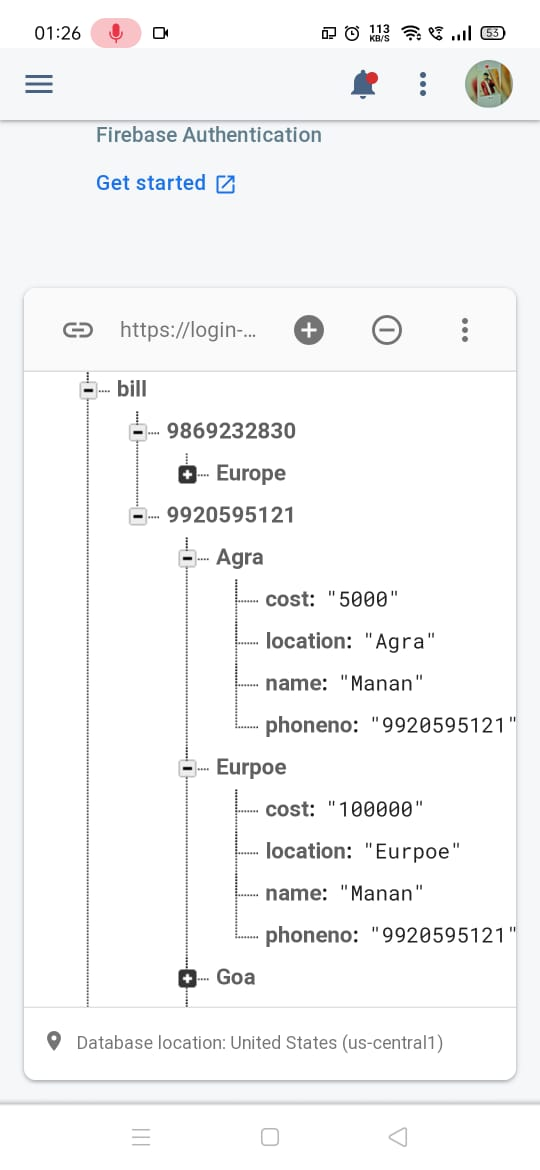 01:26 113 KB/S 53
Firebase Authentication
Get started
https://login-...
bill
9869232830
Europe
9920595121
Agra
cost: "5000"
location: "Agra"
name: "Manan"
phoneno: "9920595121"
Eurpoe
cost: "100000"
location: "Eurpoe"
name: "Manan"
phoneno: "9920595121"
Goa
Database location: United States (us-central1)